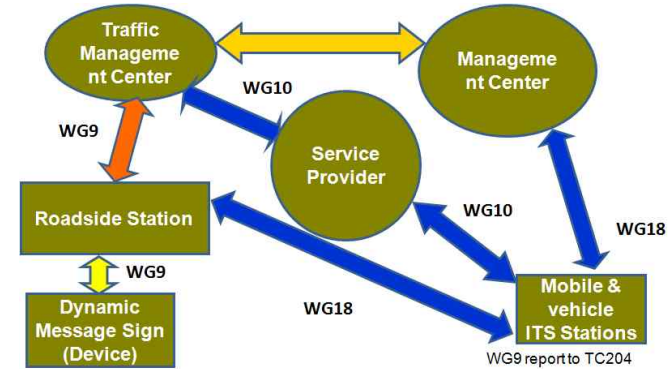 Traffic
Manageme
nt Center
Manageme
nt Center
WG10
WG9
Service
Provider
Roadside Station
WG10
WG18
WG9
Dynamic
Message Sign
(Device)
WG18
Mobile &
vehicle
ITS Stations
WG9 report to TC204